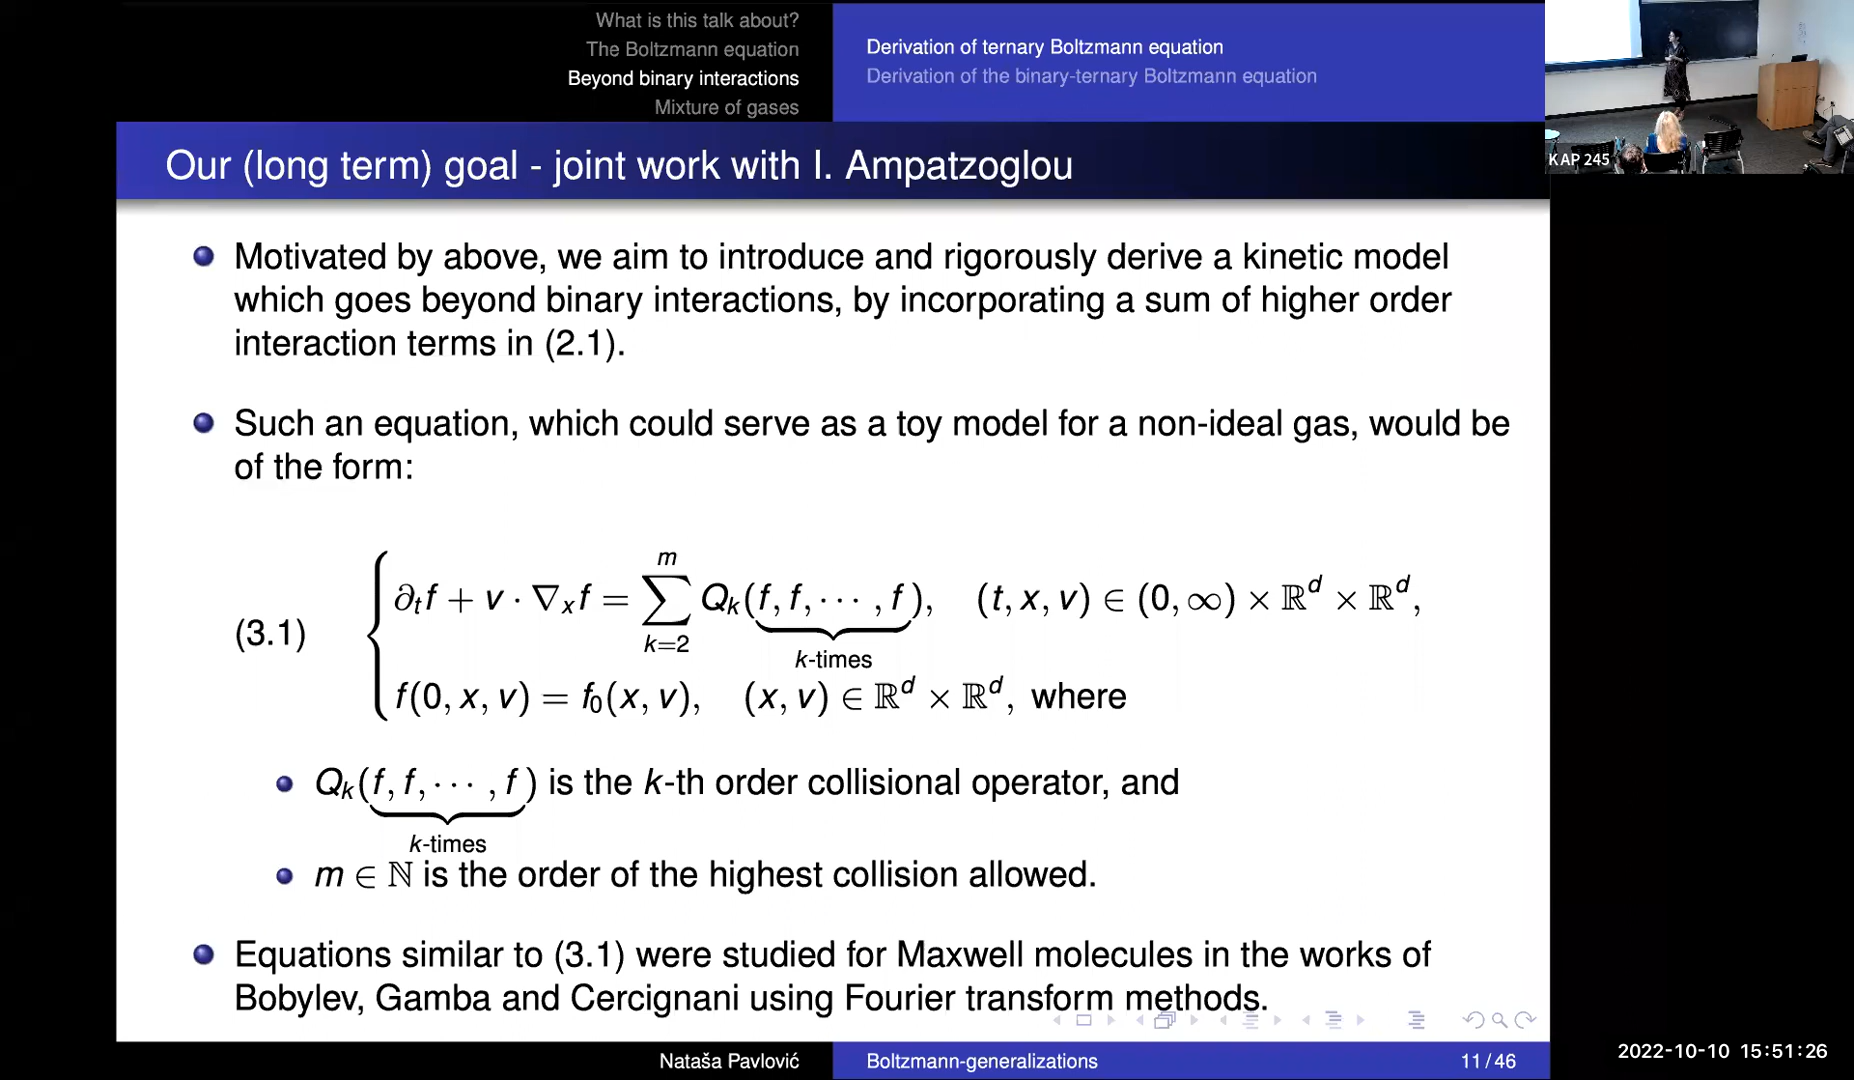 What is this talk about?
The Boltzmann equation
Beyond binary interactions
Mixture of gases
Derivation of ternary Boltzmann equation
Derivation of the binary-ternary Boltzmann equation
KAP 245
Our (long term) goal - joint work with I. Ampatzoglou
Motivated by above, we aim to introduce and rigorously derive a kinetic model
which goes beyond binary interactions, by incorporating a sum of higher order
interaction terms in (2.1).
Such an equation, which could serve as a toy model for a non-ideal gas, would be
of the form:
(3.1) { ∂_t f + v · ∇_x f = ∑_{k=2}^{m} Q_k(f, f, ⋯ , f), (t, x, v) ∈ (0, ∞) × ℝ^d × ℝ^d,
k-times
f(0, x, v) = f_0(x, v), (x, v) ∈ ℝ^d × ℝ^d, where
Q_k(f, f, ⋯ , f) is the k-th order collisional operator, and
k-times
m ∈ ℕ is the order of the highest collision allowed.
Equations similar to (3.1) were studied for Maxwell molecules in the works of
Bobylev, Gamba and Cercignani using Fourier transform methods.
Nataša Pavlović
Boltzmann-generalizations
11 / 46
2022-10-10 15:51:26